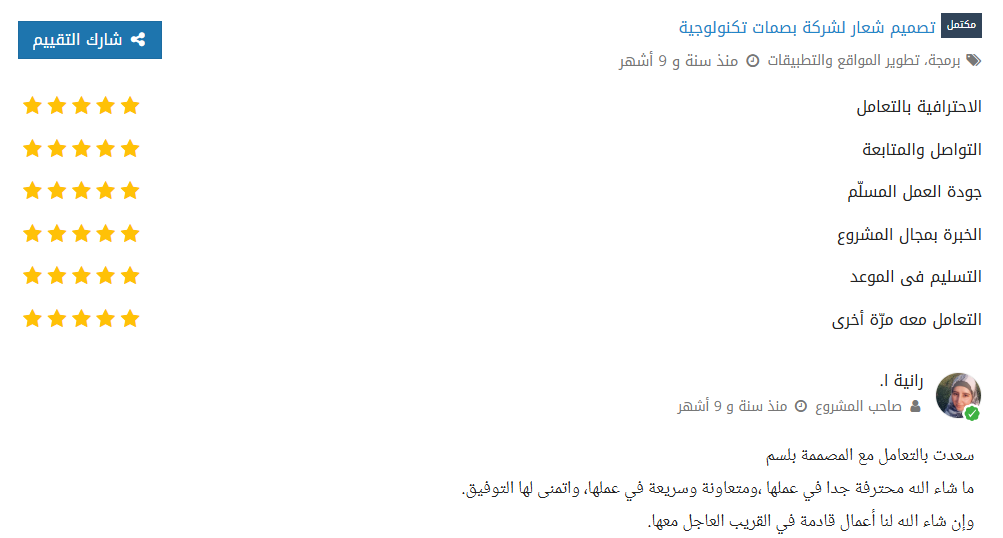 مكتمل تصميم شعار لشركة بصمات تكنولوجية
شارك التقييم
برمجة، تطوير المواقع والتطبيقات منذ سنة و 9 أشهر
الاحترافية بالتعامل
التواصل والمتابعة
جودة العمل المسلّم
الخبرة بمجال المشروع
التسليم فى الموعد
التعامل معه مرّة أخرى
رانية ا.
صاحب المشروع منذ سنة و 9 أشهر
سعدت بالتعامل مع المصممة بلسم
ما شاء الله محترفة جدا في عملها ،ومتعاونة وسريعة في عملها، واتمنى لها التوفيق.
وإن شاء الله لنا أعمال قادمة في القريب العاجل معها.